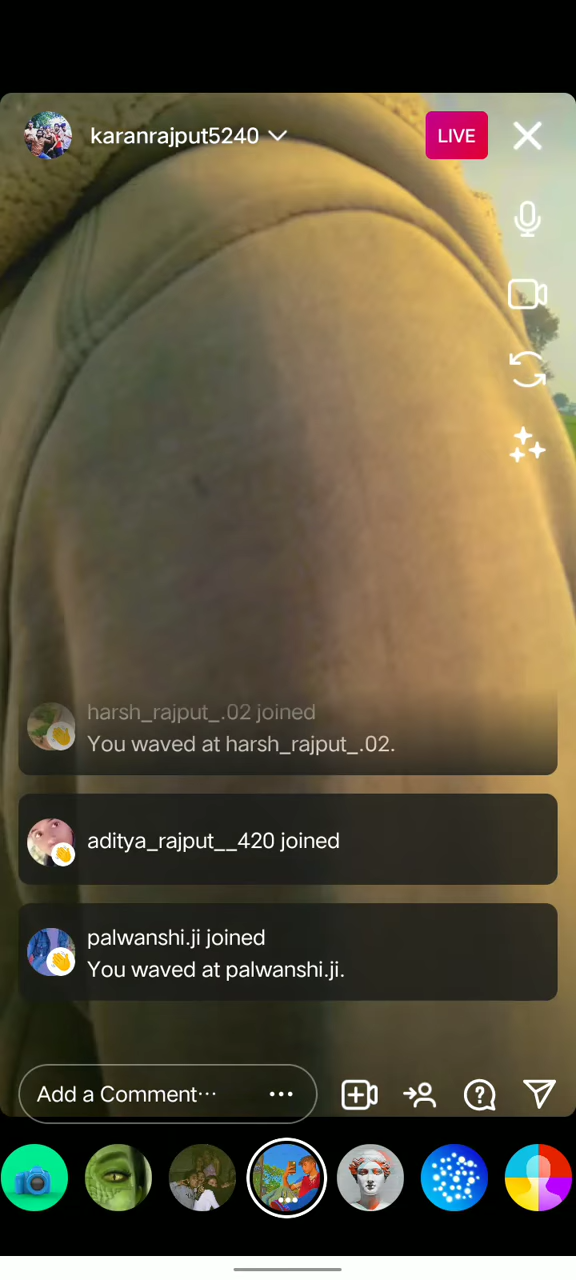 karanrajput5240
LIVE
harsh_rajput_.02 joined
You waved at harsh_rajput_.02.
aditya_rajput__420 joined
palwanshi.ji joined
You waved at palwanshi.ji.
Add a Comment...